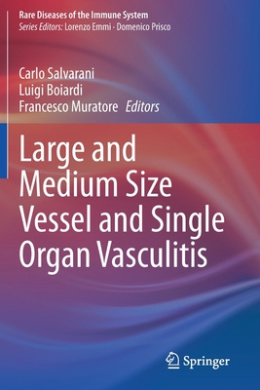 Rare Diseases of the Immune System
Series Editors: Lorenzo Emmi · Domenico Prisco
Carlo Salvarani
Luigi Boiardi
Francesco Muratore Editors
Large and
Medium Size
Vessel and Single
Organ Vasculitis
Springer